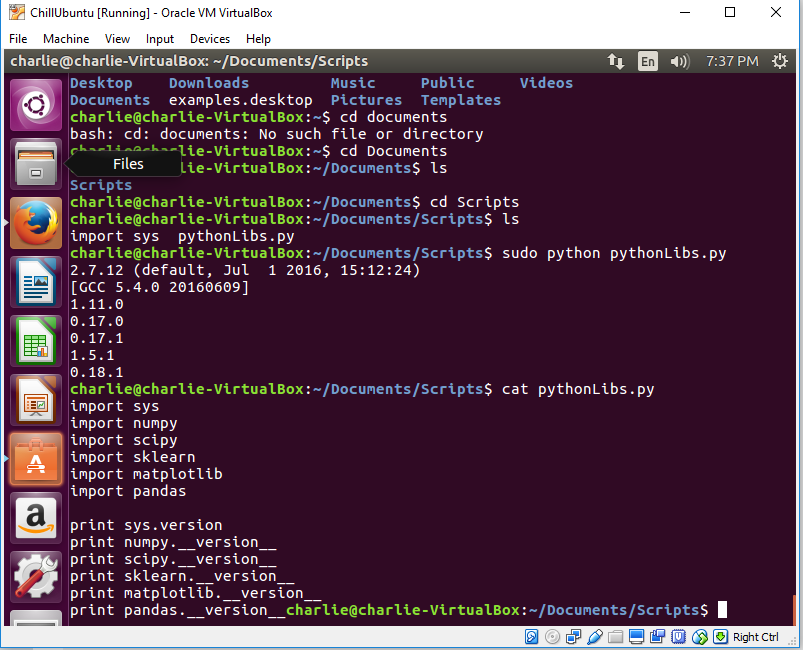 ChillUbuntu [Running] - Oracle VM VirtualBox
File Machine View Input Devices Help
charlie@charlie-VirtualBox: ~/Documents/Scripts En 7:37 PM
Desktop Downloads Music Public Videos
Documents examples.desktop Pictures Templates
charlie@charlie-VirtualBox:~$ cd documents
bash: cd: documents: No such file or directory
charlie@charlie-VirtualBox:~$ cd Documents
Files
lie-VirtualBox:~/Documents$ ls
Scripts
charlie@charlie-VirtualBox:~/Documents$ cd Scripts
charlie@charlie-VirtualBox:~/Documents/Scripts$ ls
import sys pythonLibs.py
charlie@charlie-VirtualBox:~/Documents/Scripts$ sudo python pythonLibs.py
2.7.12 (default, Jul  1 2016, 15:12:24)
[GCC 5.4.0 20160609]
1.11.0
0.17.0
0.17.1
1.5.1
0.18.1
charlie@charlie-VirtualBox:~/Documents/Scripts$ cat pythonLibs.py
import sys
import numpy
import scipy
import sklearn
import matplotlib
import pandas
print sys.version
print numpy.__version__
print scipy.__version__
print sklearn.__version__
print matplotlib.__version__
print pandas.__version__charlie@charlie-VirtualBox:~/Documents/Scripts$
Right Ctrl